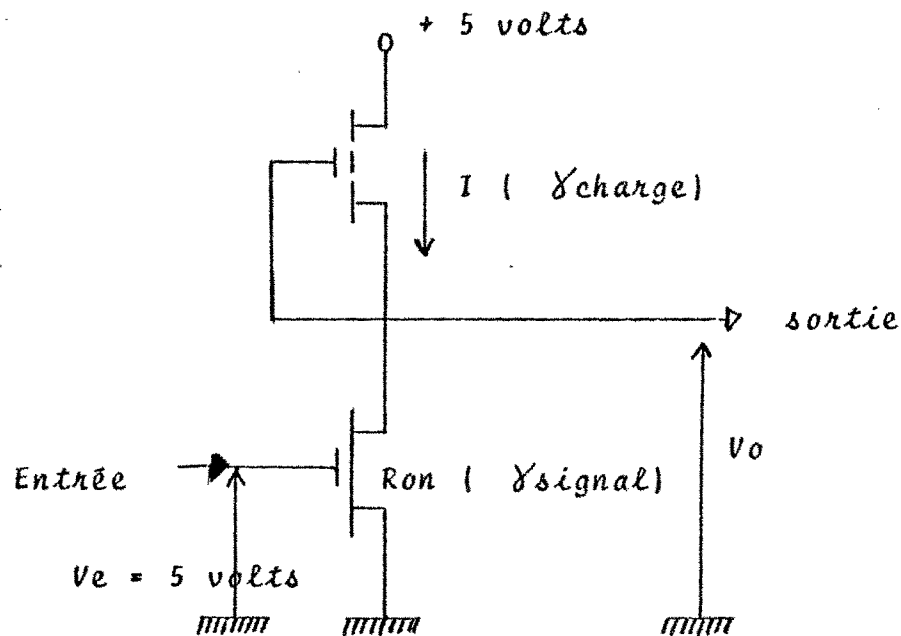 + 5 volts
I ( γcharge)
sortie
Vo
Entrée
Ron ( γsignal)
Ve = 5 volts